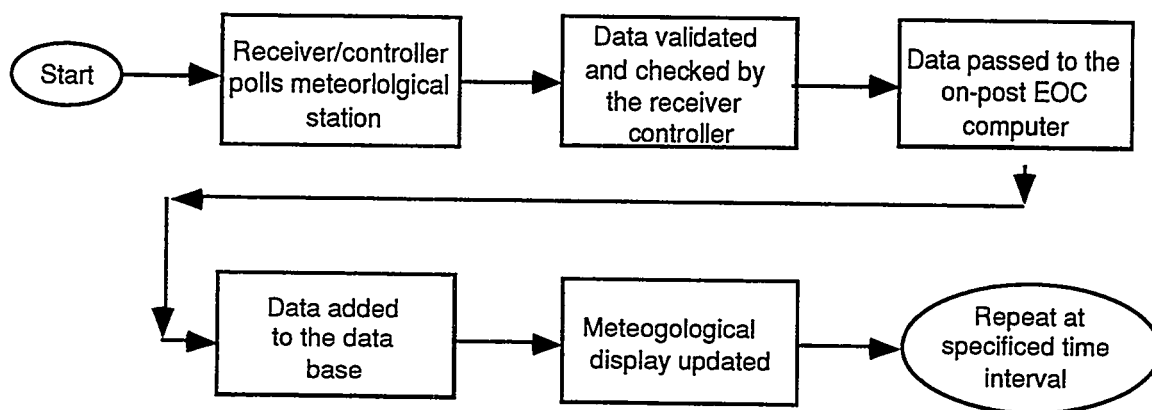 Start
Receiver/controller
polls meteorlolgical
station
Data validated
and checked by
the receiver
controller
Data passed to the
on-post EOC
computer
Data added
to the data
base
Meteogological
display updated
Repeat at
specificed time
interval